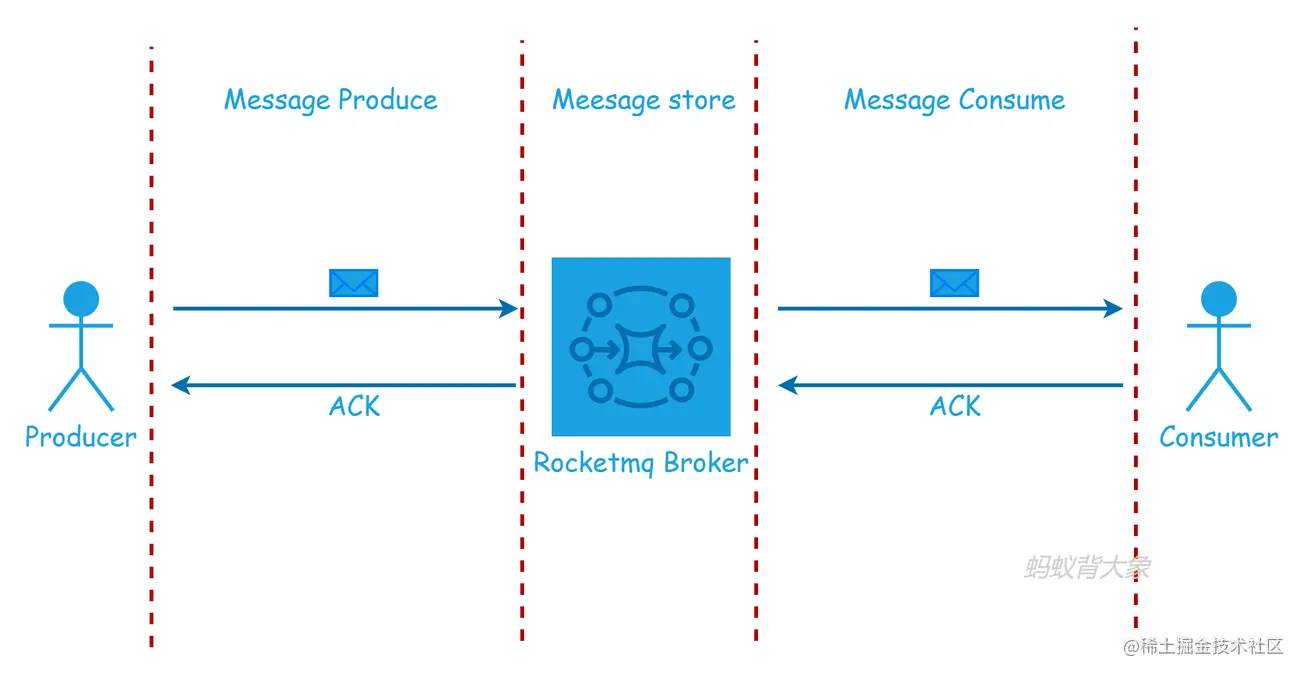 Message Produce
Meesage store
Message Consume
ACK
ACK
Producer
Rocketmq Broker
Consumer
蚂蚁背大象
@稀土掘金技术社区